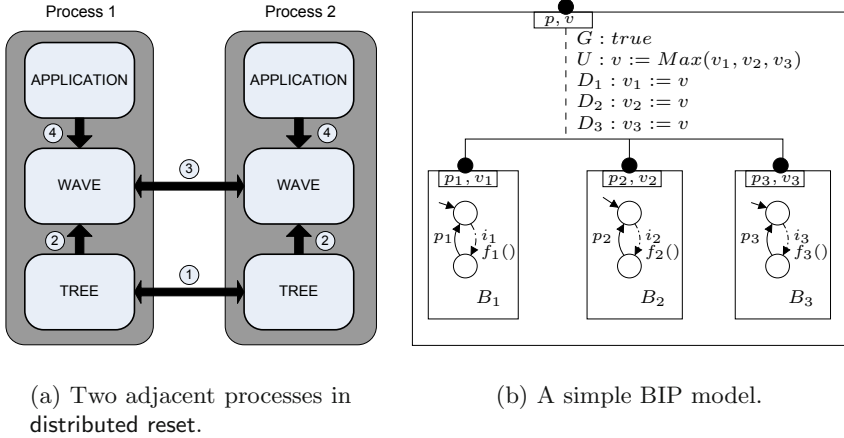 Process 1
Process 2
APPLICATION
APPLICATION
4
4
3
WAVE
WAVE
2
2
1
TREE
TREE
(a) Two adjacent processes in
distributed reset.
p, v
G : true
U : v := Max(v₁, v₂, v₃)
D₁ : v₁ := v
D₂ : v₂ := v
D₃ : v₃ := v
p₁, v₁
p₂, v₂
p₃, v₃
p₁ i₁
f₁()
p₂ i₂
f₂()
p₃ i₃
f₃()
B₁
B₂
B₃
(b) A simple BIP model.